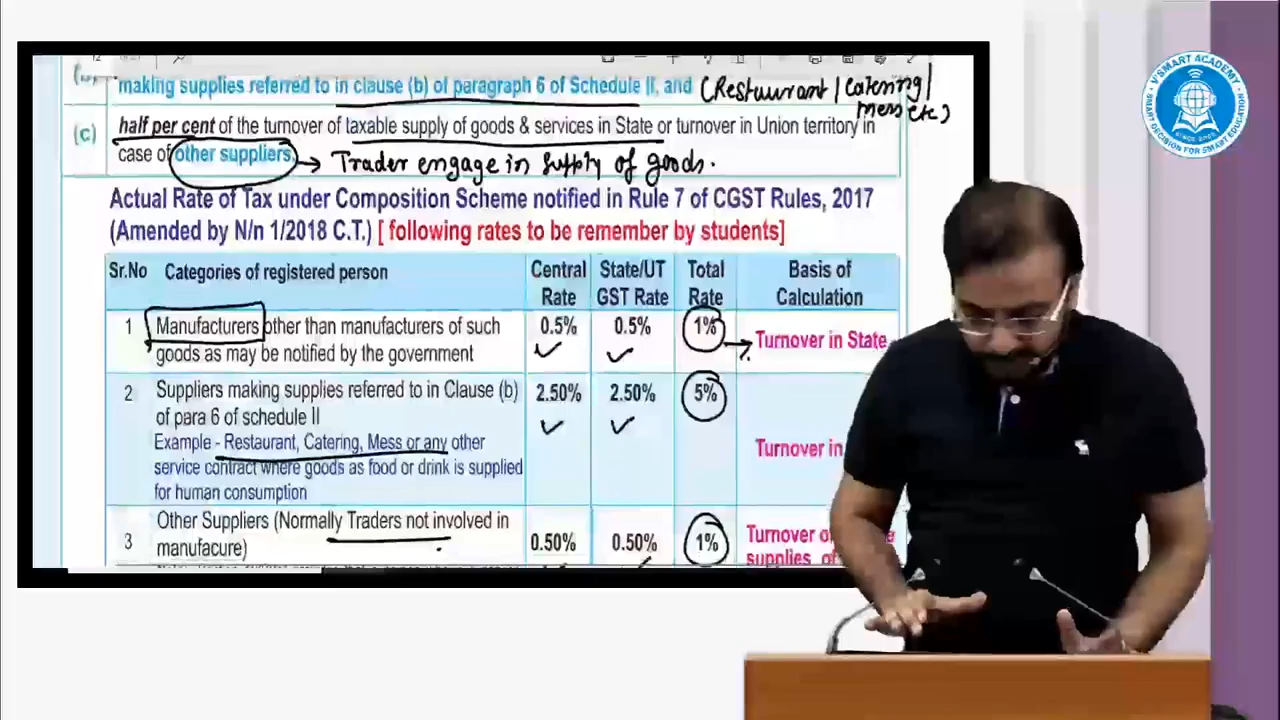 making supplies referred to in clause (b) of paragraph 6 of Schedule II, and (Restaurant / Catering /
mess etc)
(c) half per cent of the turnover of taxable supply of goods & services in State or turnover in Union territory in
case of other suppliers. → Trader engage in supply of goods.
Actual Rate of Tax under Composition Scheme notified in Rule 7 of CGST Rules, 2017
(Amended by N/n 1/2018 C.T.) [ following rates to be remember by students]
Sr.No Categories of registered person Central Rate State/UT GST Rate Total Rate Basis of Calculation
1 Manufacturers other than manufacturers of such 0.5% 0.5% 1%
goods as may be notified by the government Turnover in State
2 Suppliers making supplies referred to in Clause (b) 2.50% 2.50% 5%
of para 6 of schedule II
Example - Restaurant, Catering, Mess or any other Turnover in
service contract where goods as food or drink is supplied
for human consumption
3 Other Suppliers (Normally Traders not involved in 0.50% 0.50% 1% Turnover
manufacure) supplies of
V'SMART ACADEMY
SMART DECISION FOR SMART EDUCATION